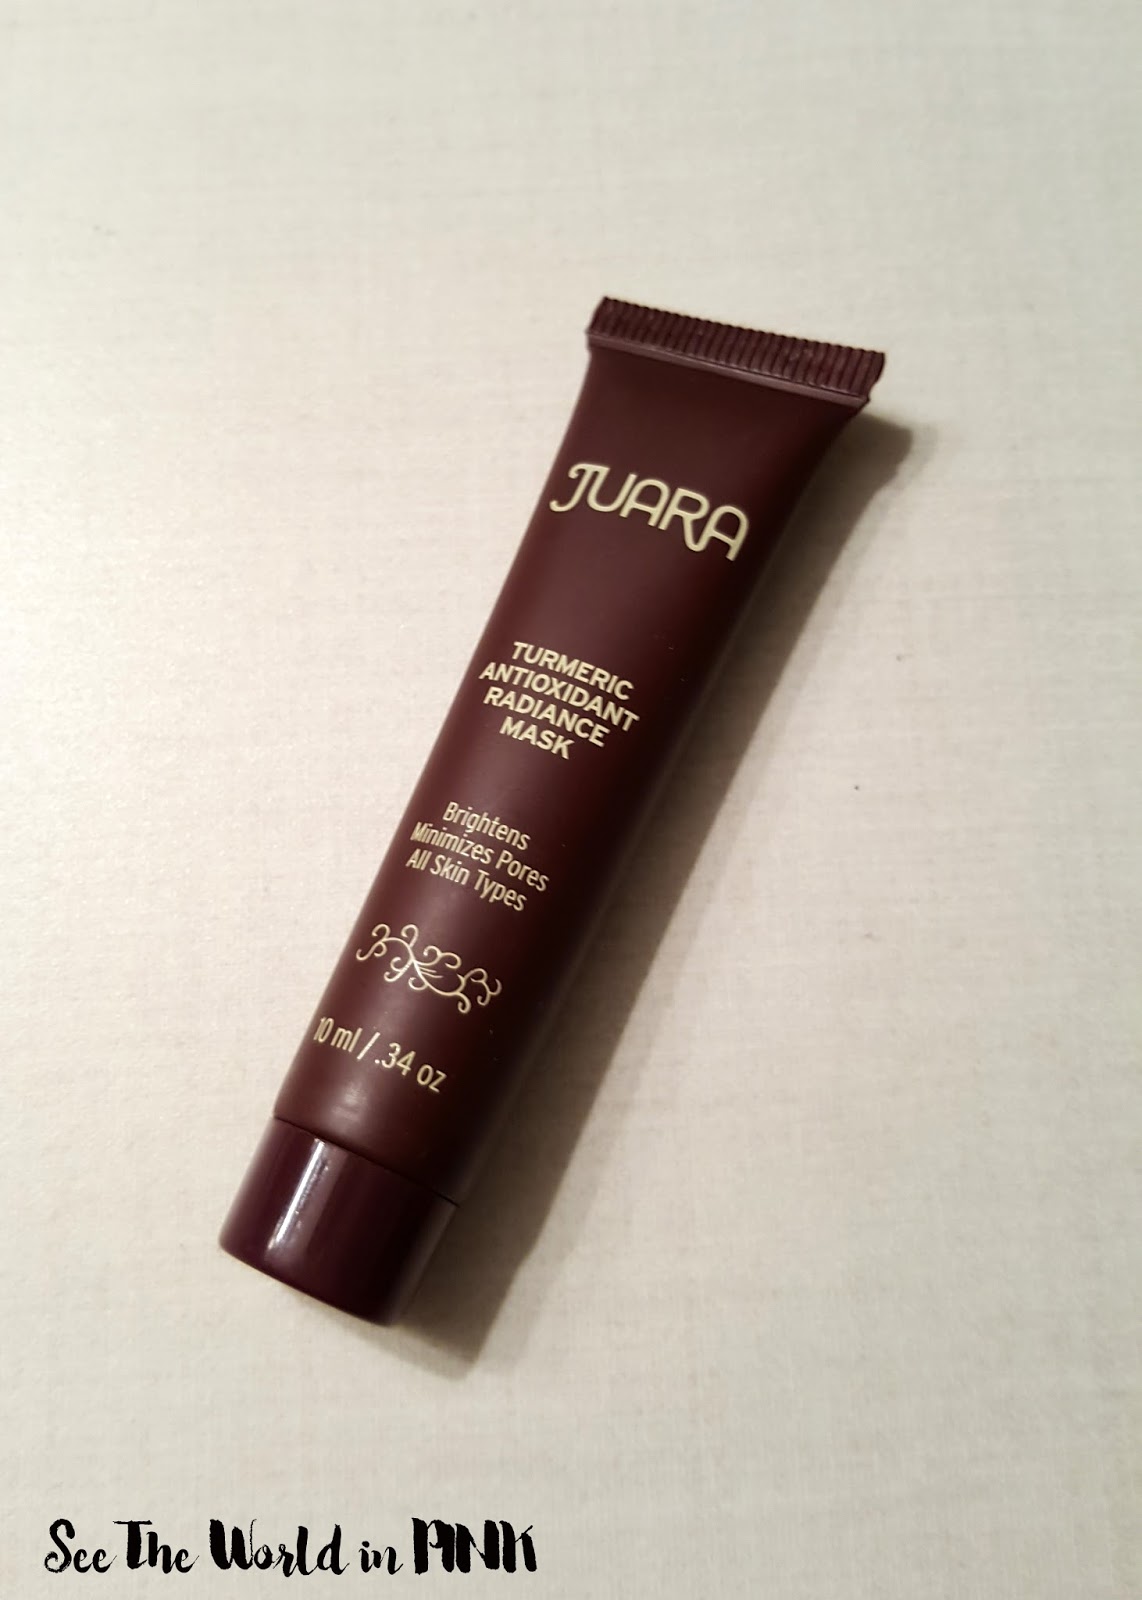 JUARA
TURMERIC
ANTIOXIDANT
RADIANCE
MASK
Brightens
Minimizes Pores
All Skin Types
10 ml / .34 oz
See The World in PINK